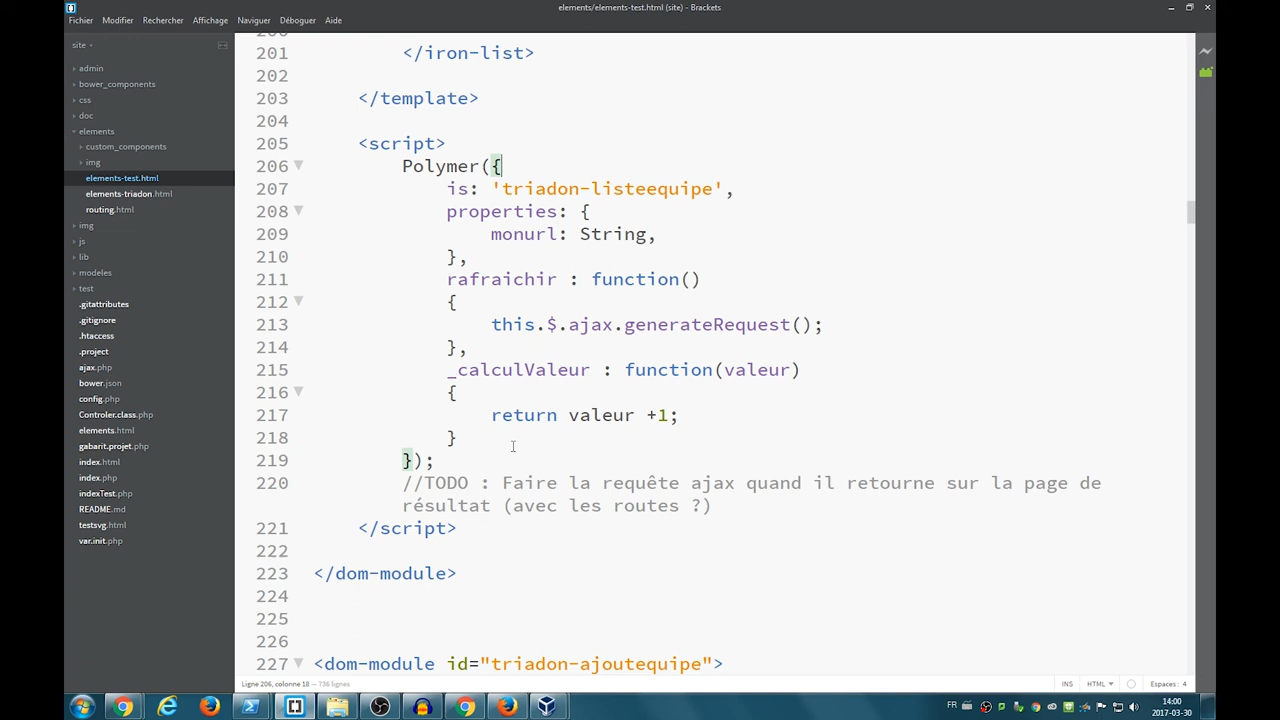 elements/elements-test.html (site) - Brackets
Fichier Modifier Rechercher Affichage Naviguer Déboguer Aide
site
admin
bower_components
css
doc
elements
custom_components
img
elements-test.html
elements-triadon.html
routing.html
img
js
lib
modeles
test
.gitattributes
.gitignore
.htaccess
.project
ajax.php
bower.json
config.php
Controler.class.php
elements.html
gabarit.projet.php
index.html
index.php
indexTest.php
README.md
testsvg.html
var.init.php
201 </iron-list>
202
203 </template>
204
205 <script>
206 Polymer({
207 is: 'triadon-listeequipe',
208 properties: {
209 monurl: String,
210 },
211 rafraichir : function()
212 {
213 this.$.ajax.generateRequest();
214 },
215 _calculValeur : function(valeur)
216 {
217 return valeur +1;
218 }
219 });
220 //TODO : Faire la requête ajax quand il retourne sur la page de
résultat (avec les routes ?)
221 </script>
222
223 </dom-module>
224
225
226
227 <dom-module id="triadon-ajoutequipe">
Ligne 206, colonne 18 — 736 lignes
INS HTML Espaces : 4
FR 14:00
2017-03-30